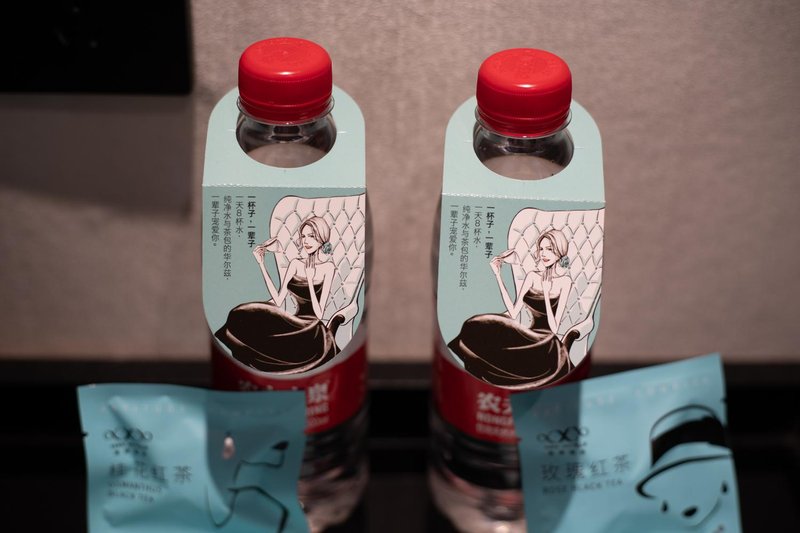 一杯子，一辈子
一天8杯水，
纯净水与茶包的华尔兹，
一辈子宠爱你。
一杯子，一辈子
一天8杯水，
纯净水与茶包的华尔兹，
一辈子宠爱你。
农
桂花红茶
OSMANTHUS
BLACK TEA
玫瑰红茶
ROSE BLACK TEA